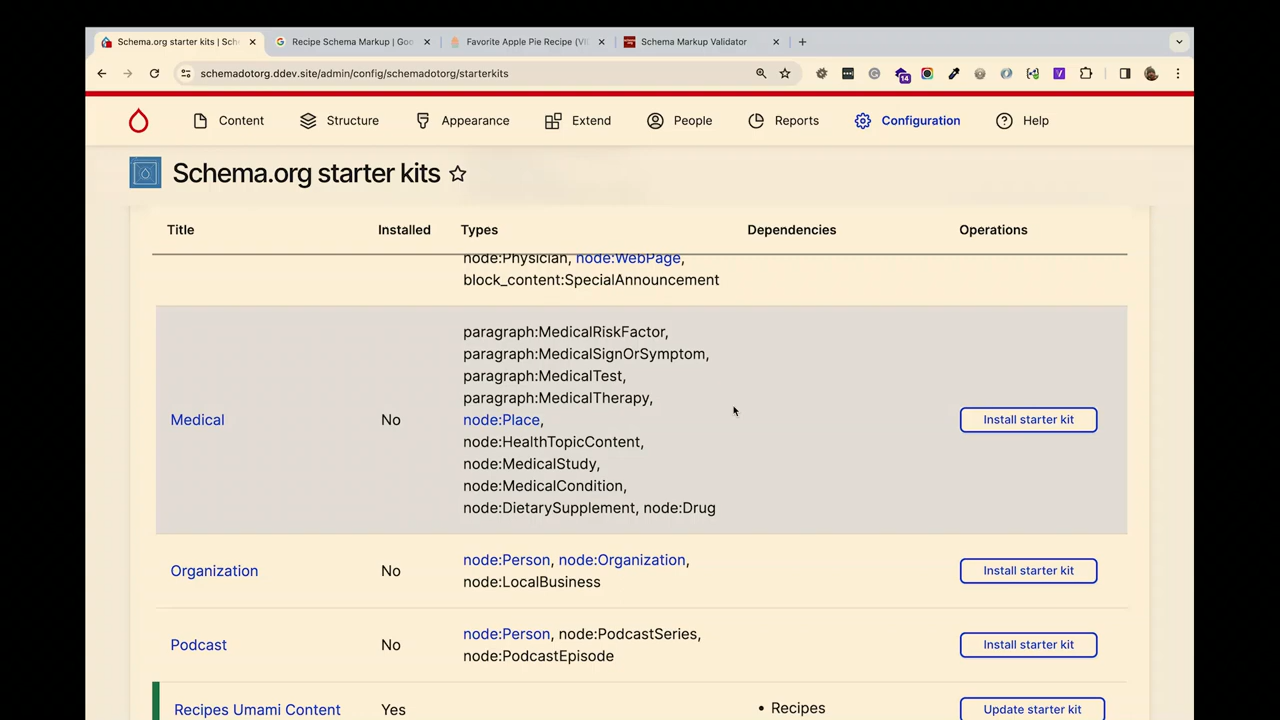 Schema.org starter kits | Sch
Recipe Schema Markup | Goo
Favorite Apple Pie Recipe (VI
Schema Markup Validator
schemadotorg.ddev.site/admin/config/schemadotorg/starterkits
14
Content
Structure
Appearance
Extend
People
Reports
Configuration
Help
Schema.org starter kits
Title Installed Types Dependencies Operations
node:Physician, node:WebPage,
block_content:SpecialAnnouncement
paragraph:MedicalRiskFactor,
paragraph:MedicalSignOrSymptom,
paragraph:MedicalTest,
paragraph:MedicalTherapy,
Medical No node:Place, Install starter kit
node:HealthTopicContent,
node:MedicalStudy,
node:MedicalCondition,
node:DietarySupplement, node:Drug
node:Person, node:Organization,
Organization No Install starter kit
node:LocalBusiness
node:Person, node:PodcastSeries,
Podcast No Install starter kit
node:PodcastEpisode
Recipes Umami Content Yes • Recipes Update starter kit